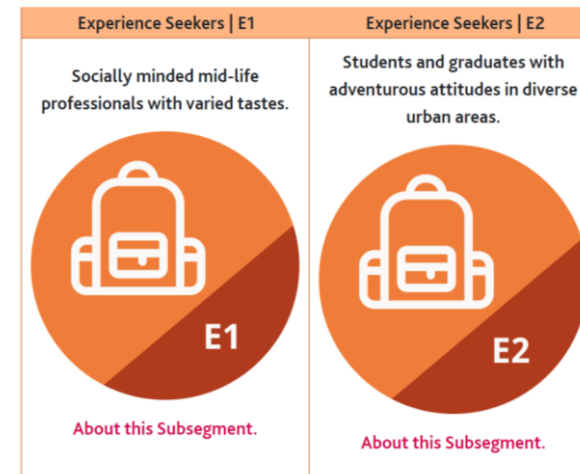 Experience Seekers | E1
Socially minded mid-life
professionals with varied tastes.
E1
About this Subsegment.
Experience Seekers | E2
Students and graduates with
adventurous attitudes in diverse
urban areas.
E2
About this Subsegment.